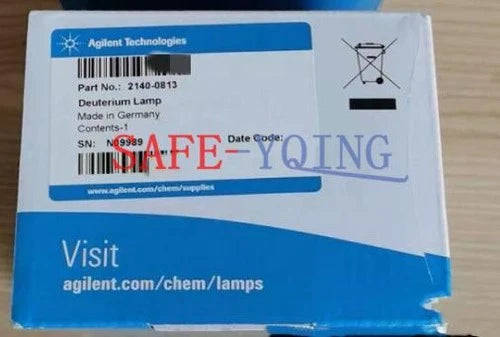 Agilent Technologies
Part No.: 2140-0813
Deuterium Lamp
Made in Germany
Contents-1
SN: N09989 Date Code:
SAFE-YQING
www.agilent.com/chem/supplies
Visit
agilent.com/chem/lamps